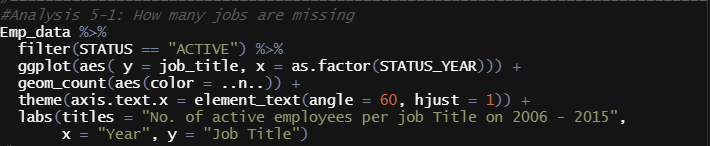 #Analysis 5-1: How many jobs are missing
Emp_data %>%
filter(STATUS == "ACTIVE") %>%
ggplot(aes( y = job_title, x = as.factor(STATUS_YEAR))) +
geom_count(aes(color = ..n..)) +
theme(axis.text.x = element_text(angle = 60, hjust = 1)) +
labs(titles = "No. of active employees per job Title on 2006 - 2015",
x = "Year", y = "Job Title")